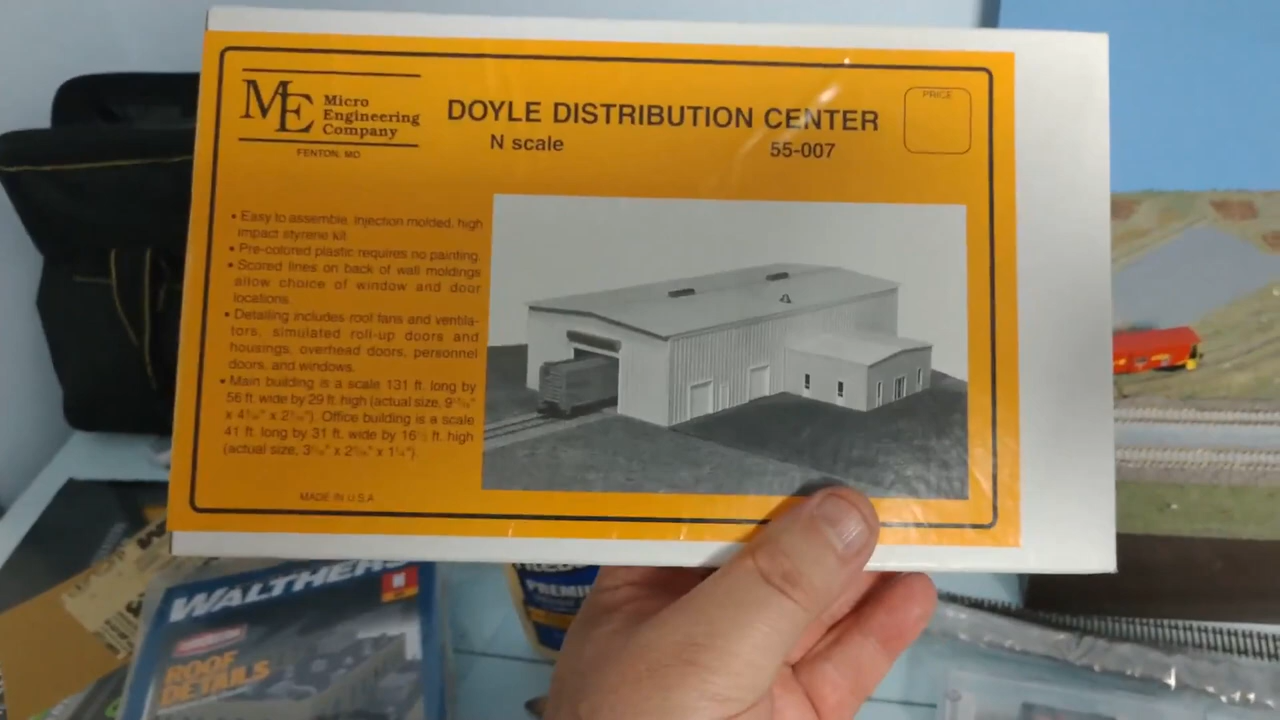 ME Micro
Engineering
Company
FENTON, MO
DOYLE DISTRIBUTION CENTER
N scale 55-007
PRICE
• Easy to assemble, injection molded, high
impact styrene kit
• Pre-colored plastic requires no painting.
• Scored lines on back of wall moldings
allow choice of window and door
locations.
• Detailing includes roof fans and ventila-
tors, simulated roll-up doors and
housings, overhead doors, personnel
doors, and windows.
• Main building is a scale 131 ft. long by
56 ft. wide by 29 ft. high (actual size,
Office building is a scale
41 ft. long by 31 ft. wide by 16½ ft. high
(actual size,
MADE IN U.S.A
WALTHERS
N
ROOF
DETAILS
PREMIU